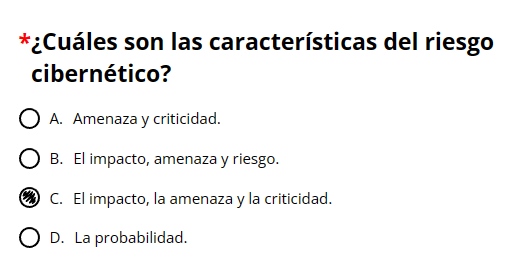 *¿Cuáles son las características del riesgo
cibernético?
A. Amenaza y criticidad.
B. El impacto, amenaza y riesgo.
C. El impacto, la amenaza y la criticidad.
D. La probabilidad.